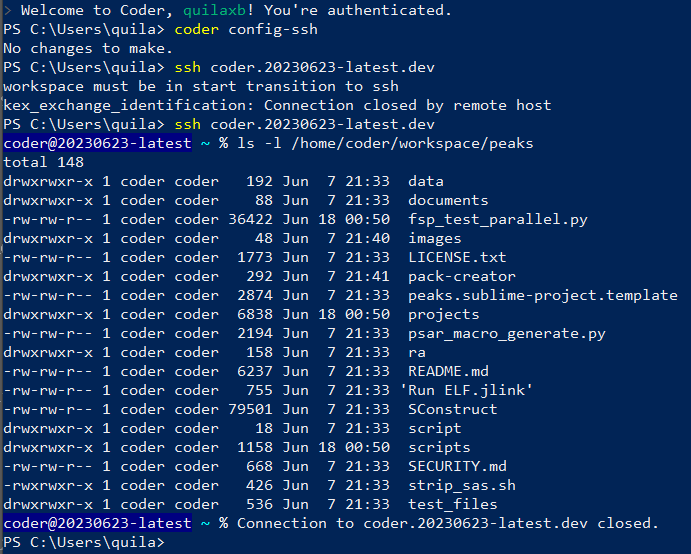 > Welcome to Coder, quilaxb! You're authenticated.
PS C:\Users\quila> coder config-ssh
No changes to make.
PS C:\Users\quila> ssh coder.20230623-latest.dev
workspace must be in start transition to ssh
kex_exchange_identification: Connection closed by remote host
PS C:\Users\quila> ssh coder.20230623-latest.dev
coder@20230623-latest ~ % ls -l /home/coder/workspace/peaks
total 148
drwxrwxr-x 1 coder coder   192 Jun  7 21:33  data
drwxrwxr-x 1 coder coder    88 Jun  7 21:33  documents
-rw-rw-r-- 1 coder coder 36422 Jun 18 00:50  fsp_test_parallel.py
drwxrwxr-x 1 coder coder    48 Jun  7 21:40  images
-rw-rw-r-- 1 coder coder  1773 Jun  7 21:33  LICENSE.txt
drwxrwxr-x 1 coder coder   292 Jun  7 21:41  pack-creator
-rw-rw-r-- 1 coder coder  2874 Jun  7 21:33  peaks.sublime-project.template
drwxrwxr-x 1 coder coder  6838 Jun 18 00:50  projects
-rw-rw-r-- 1 coder coder  2194 Jun  7 21:33  psar_macro_generate.py
drwxrwxr-x 1 coder coder   158 Jun  7 21:33  ra
-rw-rw-r-- 1 coder coder  6237 Jun  7 21:33  README.md
-rw-rw-r-- 1 coder coder   755 Jun  7 21:33 'Run ELF.jlink'
-rw-rw-r-- 1 coder coder 79501 Jun  7 21:33  SConstruct
drwxrwxr-x 1 coder coder    18 Jun  7 21:33  script
drwxrwxr-x 1 coder coder  1158 Jun 18 00:50  scripts
-rw-rw-r-- 1 coder coder   668 Jun  7 21:33  SECURITY.md
-rw-rw-r-- 1 coder coder   426 Jun  7 21:33  strip_sas.sh
drwxrwxr-x 1 coder coder   536 Jun  7 21:33  test_files
coder@20230623-latest ~ % Connection to coder.20230623-latest.dev closed.
PS C:\Users\quila>